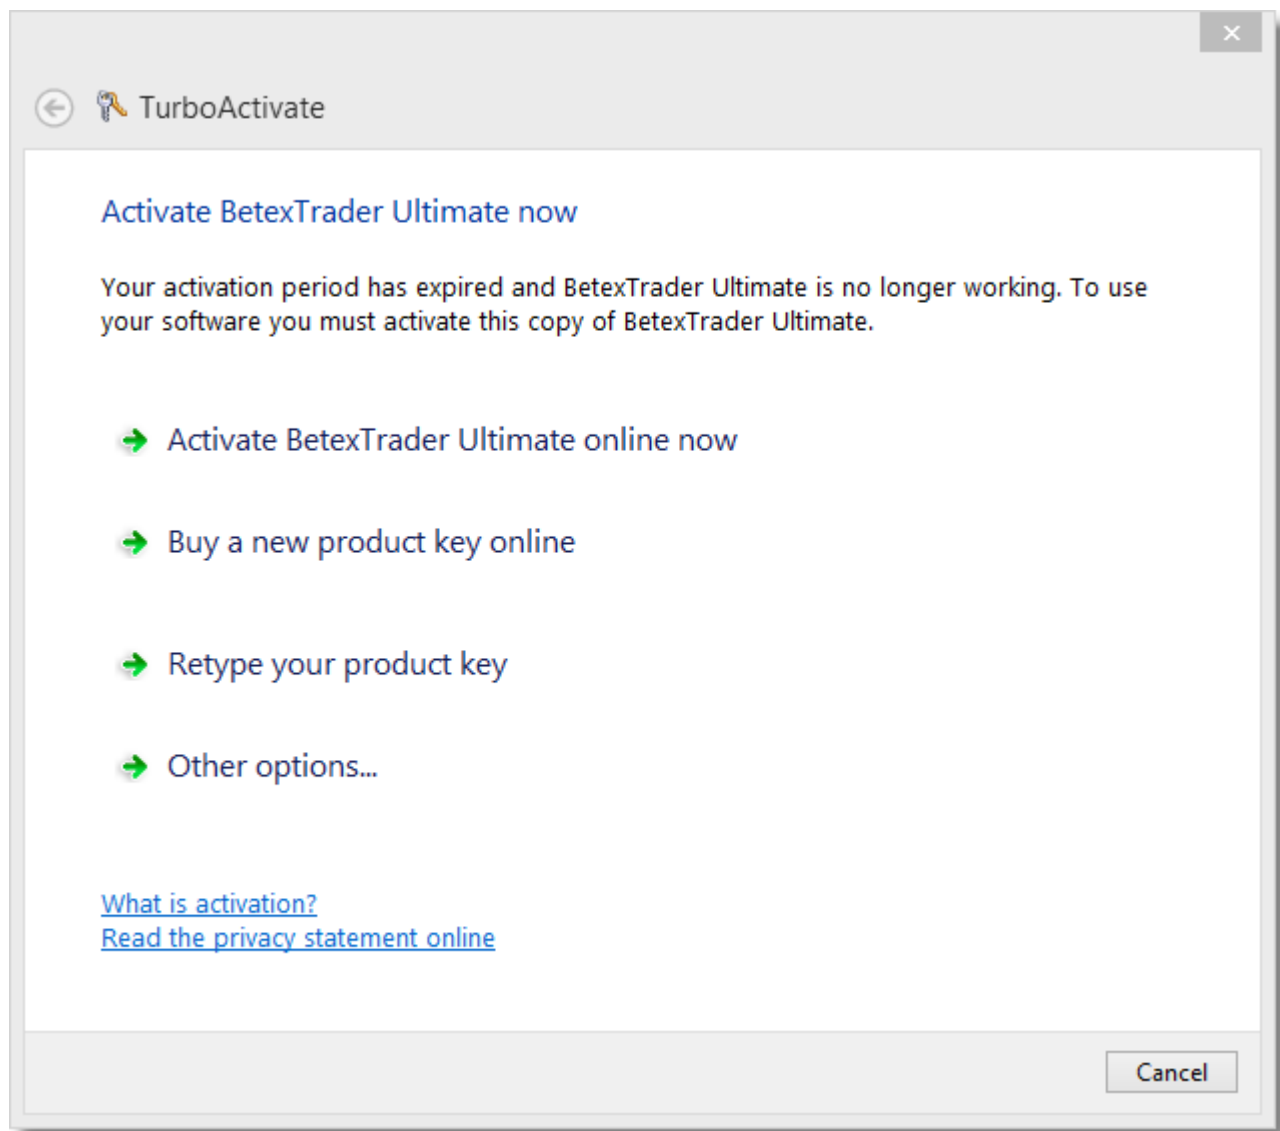 TurboActivate
Activate BetexTrader Ultimate now
Your activation period has expired and BetexTrader Ultimate is no longer working. To use
your software you must activate this copy of BetexTrader Ultimate.
Activate BetexTrader Ultimate online now
Buy a new product key online
Retype your product key
Other options...
What is activation?
Read the privacy statement online
Cancel